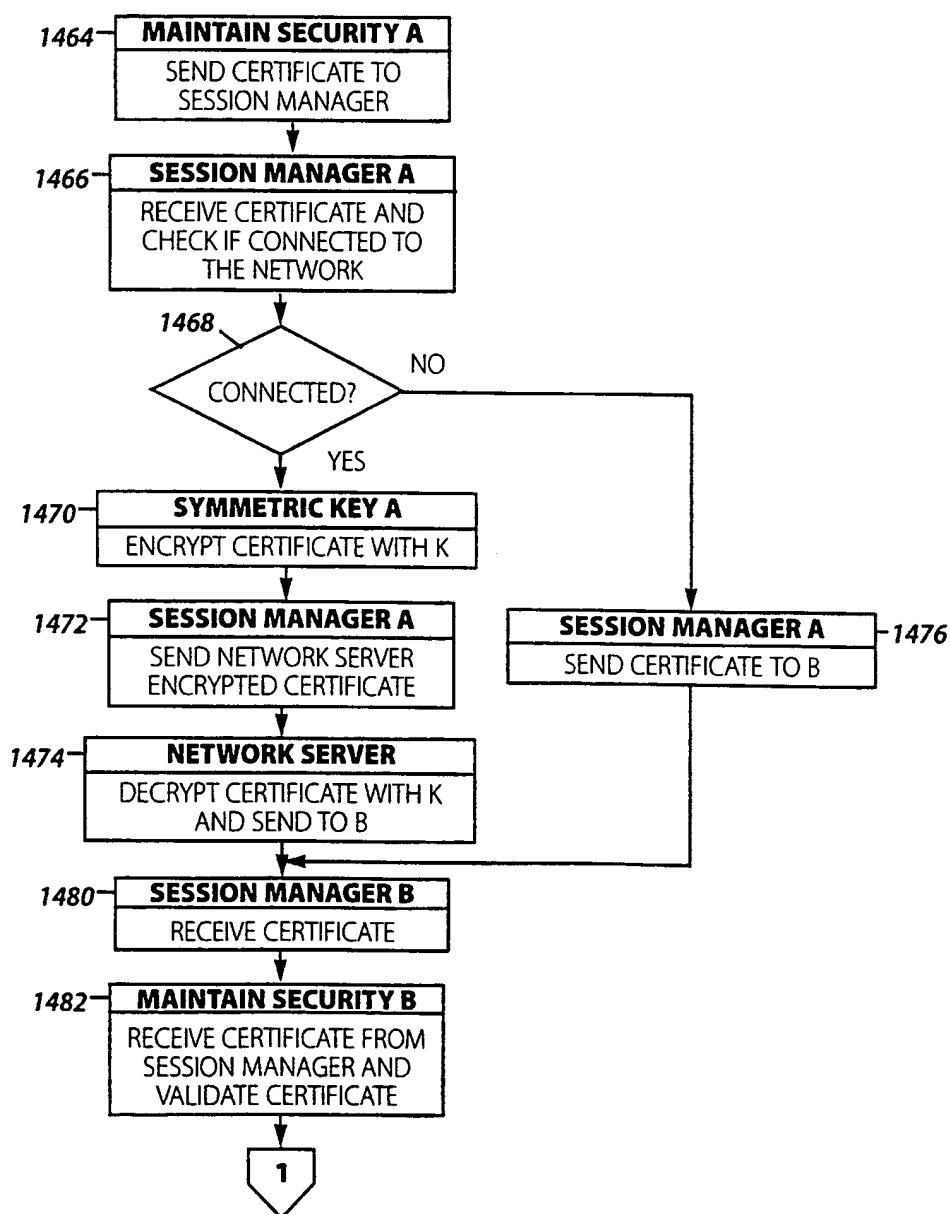 1464
MAINTAIN SECURITY A
SEND CERTIFICATE TO
SESSION MANAGER
1466
SESSION MANAGER A
RECEIVE CERTIFICATE AND
CHECK IF CONNECTED TO
THE NETWORK
1468
CONNECTED?
NO
YES
1470
SYMMETRIC KEY A
ENCRYPT CERTIFICATE WITH K
1472
SESSION MANAGER A
SEND NETWORK SERVER
ENCRYPTED CERTIFICATE
SESSION MANAGER A
1476
SEND CERTIFICATE TO B
1474
NETWORK SERVER
DECRYPT CERTIFICATE WITH K
AND SEND TO B
1480
SESSION MANAGER B
RECEIVE CERTIFICATE
1482
MAINTAIN SECURITY B
RECEIVE CERTIFICATE FROM
SESSION MANAGER AND
VALIDATE CERTIFICATE
1